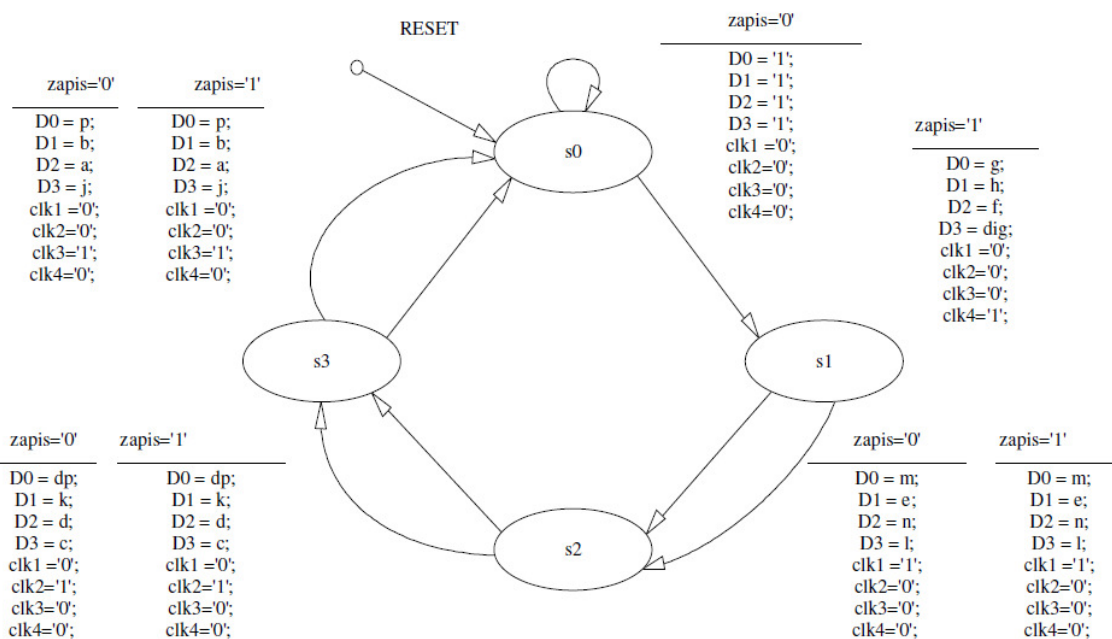 RESET
zapis='0'
D0 = '1';
D1 = '1';
D2 = '1';
D3 = '1';
clk1 ='0';
clk2='0';
clk3='0';
clk4='0';
zapis='0'
D0 = p;
D1 = b;
D2 = a;
D3 = j;
clk1 ='0';
clk2='0';
clk3='1';
clk4='0';
zapis='1'
D0 = p;
D1 = b;
D2 = a;
D3 = j;
clk1 ='0';
clk2='0';
clk3='1';
clk4='0';
s0
zapis='1'
D0 = g;
D1 = h;
D2 = f;
D3 = dig;
clk1 ='0';
clk2='0';
clk3='0';
clk4='1';
s3
s1
zapis='0'
D0 = dp;
D1 = k;
D2 = d;
D3 = c;
clk1 ='0';
clk2='1';
clk3='0';
clk4='0';
zapis='1'
D0 = dp;
D1 = k;
D2 = d;
D3 = c;
clk1 ='0';
clk2='1';
clk3='0';
clk4='0';
s2
zapis='0'
D0 = m;
D1 = e;
D2 = n;
D3 = l;
clk1 ='1';
clk2='0';
clk3='0';
clk4='0';
zapis='1'
D0 = m;
D1 = e;
D2 = n;
D3 = l;
clk1 ='1';
clk2='0';
clk3='0';
clk4='0';